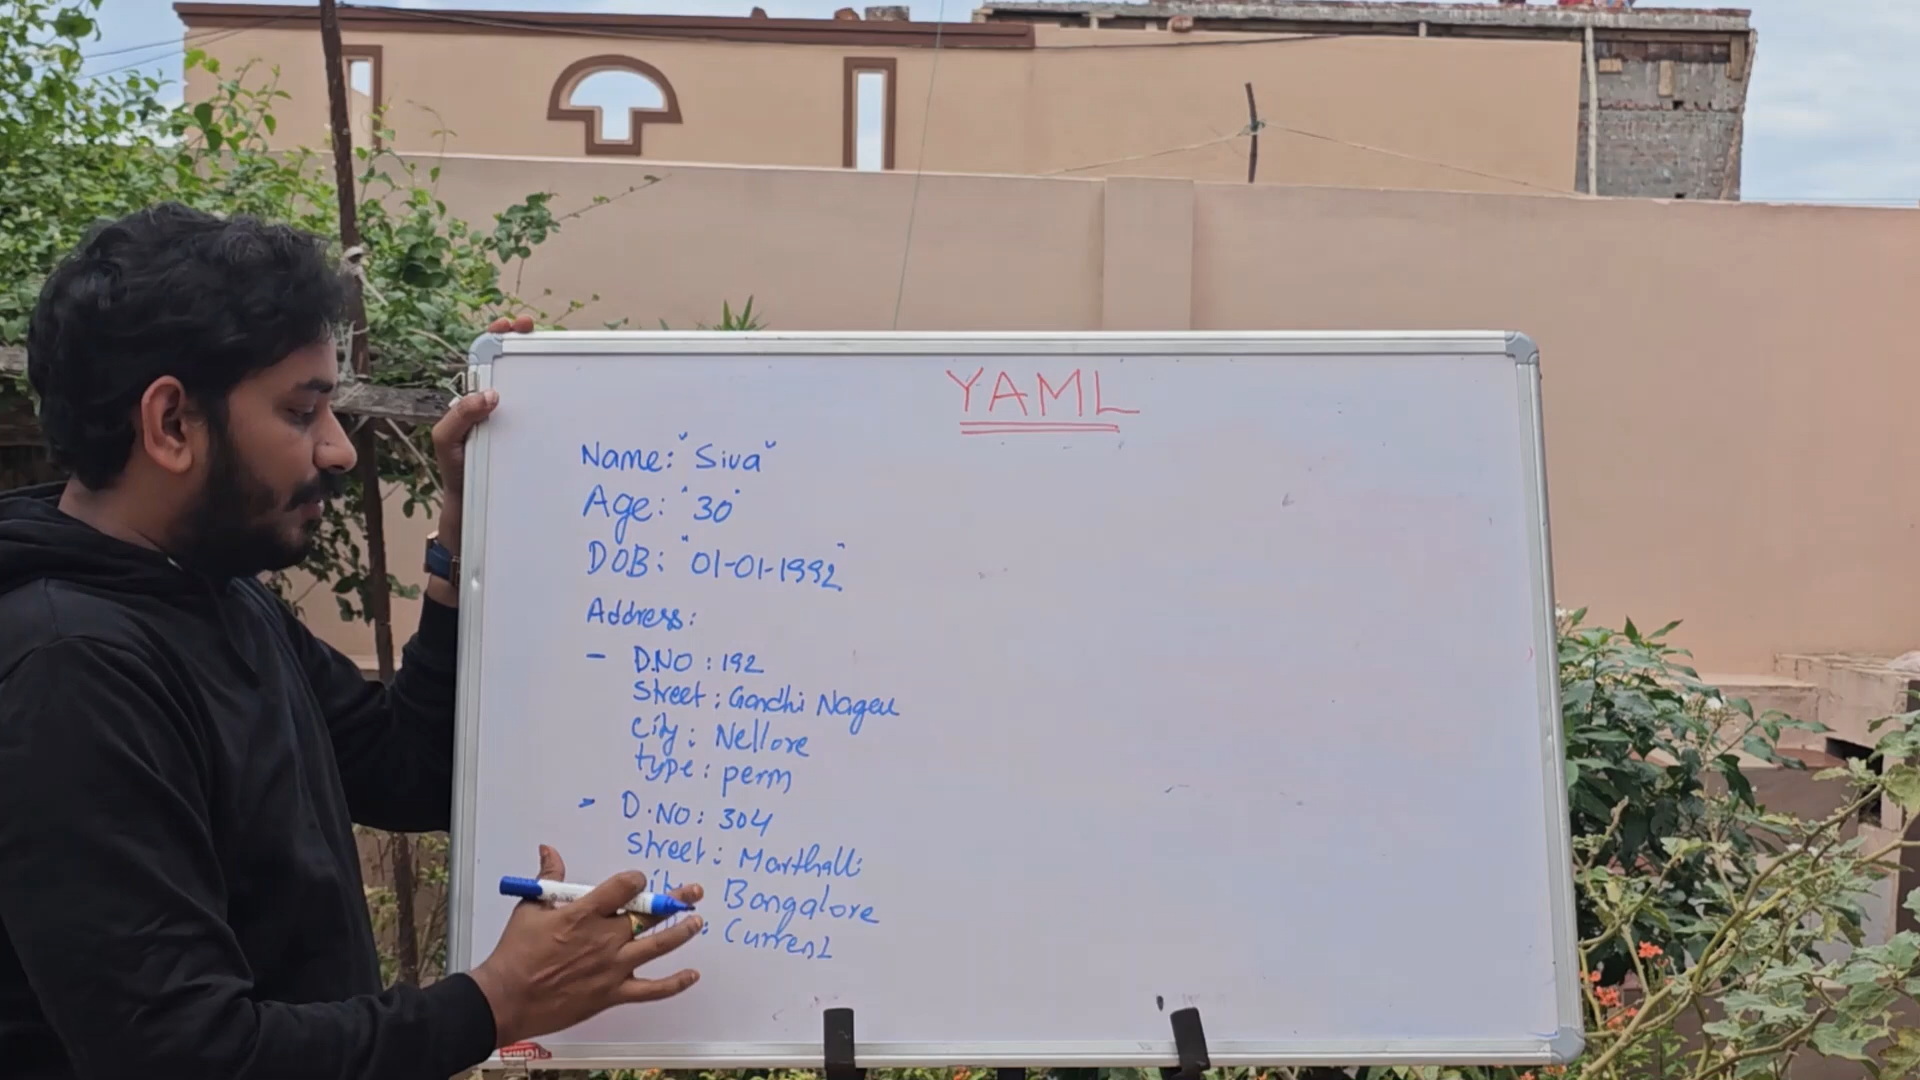 YAML
Name: "Siva"
Age: "30"
DOB: "01-01-1992"
Address:
- D.NO : 192
Street : Gandhi Nager
City : Nellore
type : perm
- D.NO : 304
Street : Marthalli
Bangalore
: Current